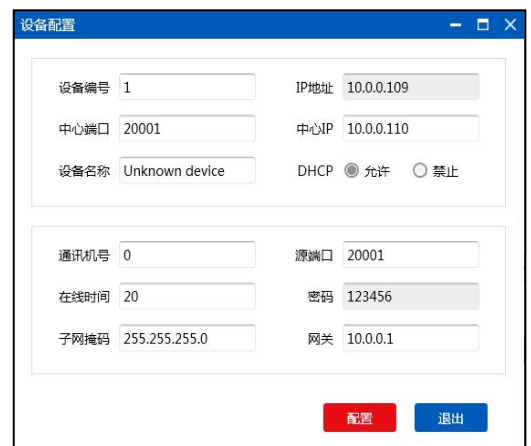 设备配置
设备编号 1 IP地址 10.0.0.109
中心端口 20001 中心IP 10.0.0.110
设备名称 Unknown device DHCP 允许 禁止
通讯机号 0 源端口 20001
在线时间 20 密码 123456
子网掩码 255.255.255.0 网关 10.0.0.1
配置 退出